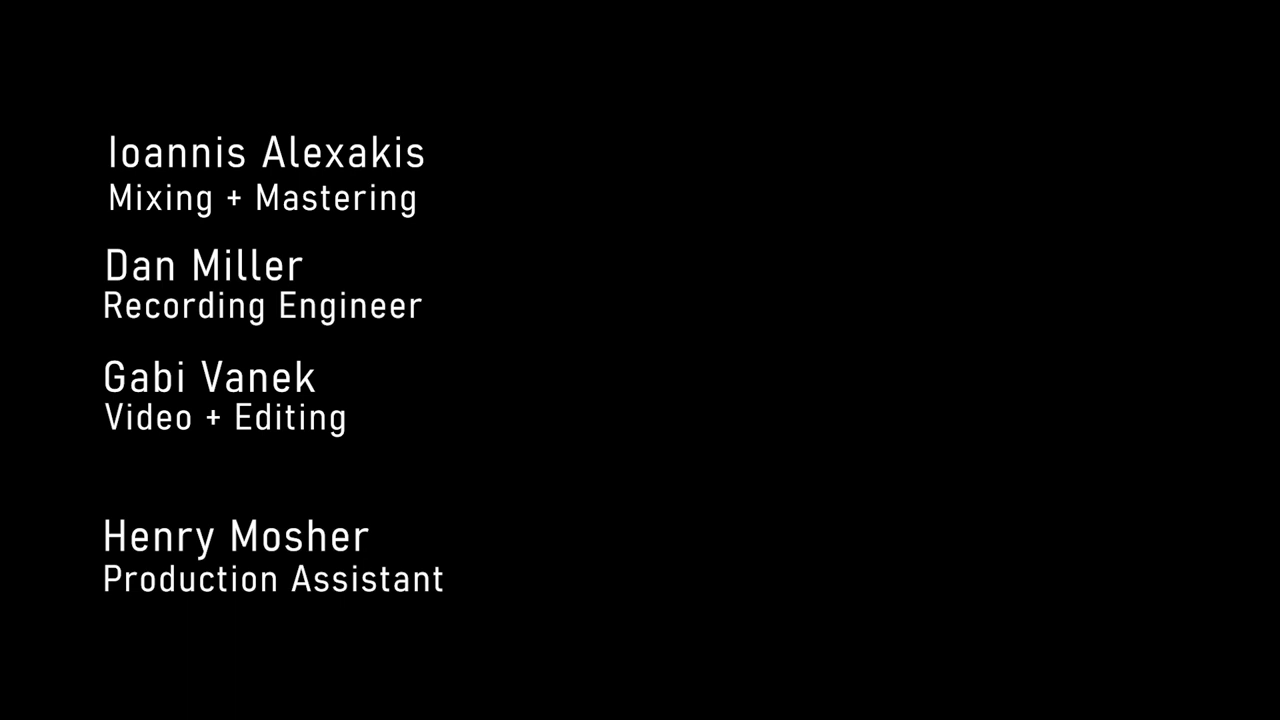 Ioannis Alexakis
Mixing + Mastering
Dan Miller
Recording Engineer
Gabi Vanek
Video + Editing
Henry Mosher
Production Assistant